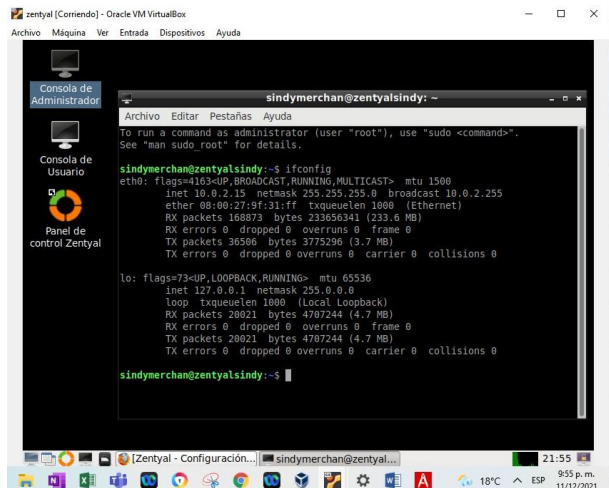 zentyal [Corriendo] - Oracle VM VirtualBox
Archivo Máquina Ver Entrada Dispositivos Ayuda
Consola de
Administrador
Consola de
Usuario
Panel de
control Zentyal
sindymerchan@zentyalsindy: ~
Archivo Editar Pestañas Ayuda
To run a command as administrator (user "root"), use "sudo <command>".
See "man sudo_root" for details.
sindymerchan@zentyalsindy:~$ ifconfig
eth0: flags=4163<UP,BROADCAST,RUNNING,MULTICAST> mtu 1500
inet 10.0.2.15 netmask 255.255.255.0 broadcast 10.0.2.255
ether 08:00:27:9f:31:ff txqueuelen 1000 (Ethernet)
RX packets 168873 bytes 233656341 (233.6 MB)
RX errors 0 dropped 0 overruns 0 frame 0
TX packets 36506 bytes 3775296 (3.7 MB)
TX errors 0 dropped 0 overruns 0 carrier 0 collisions 0
lo: flags=73<UP,LOOPBACK,RUNNING> mtu 65536
inet 127.0.0.1 netmask 255.0.0.0
loop txqueuelen 1000 (Local Loopback)
RX packets 20021 bytes 4707244 (4.7 MB)
RX errors 0 dropped 0 overruns 0 frame 0
TX packets 20021 bytes 4707244 (4.7 MB)
TX errors 0 dropped 0 overruns 0 carrier 0 collisions 0
sindymerchan@zentyalsindy:~$
[Zentyal - Configuración...
sindymerchan@zentyal...
21:55
18°C
ESP
9:55 p. m.
11/12/2021